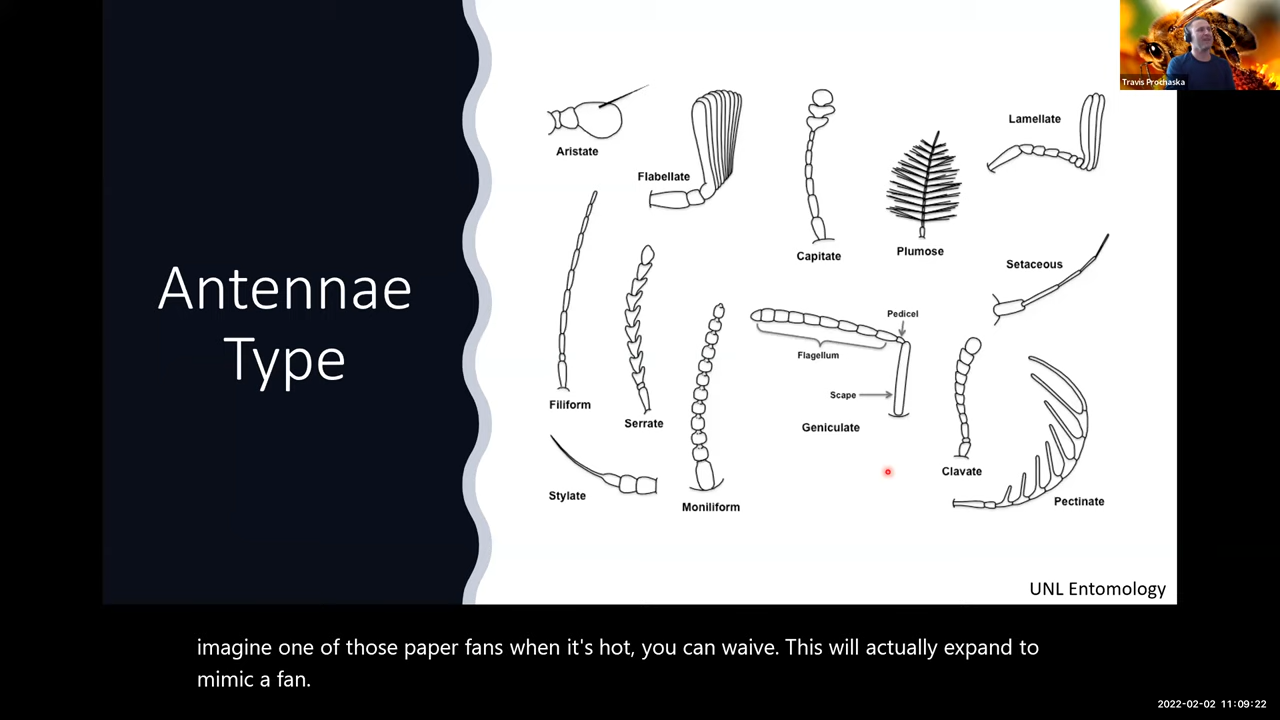 Travis Prochaska
Antennae
Type
Aristate
Flabellate
Capitate
Plumose
Lamellate
Setaceous
Filiform
Serrate
Moniliform
Pedicel
Flagellum
Scape
Geniculate
Clavate
Stylate
Pectinate
UNL Entomology
imagine one of those paper fans when it's hot, you can waive. This will actually expand to
mimic a fan.
2022-02-02 11:09:22